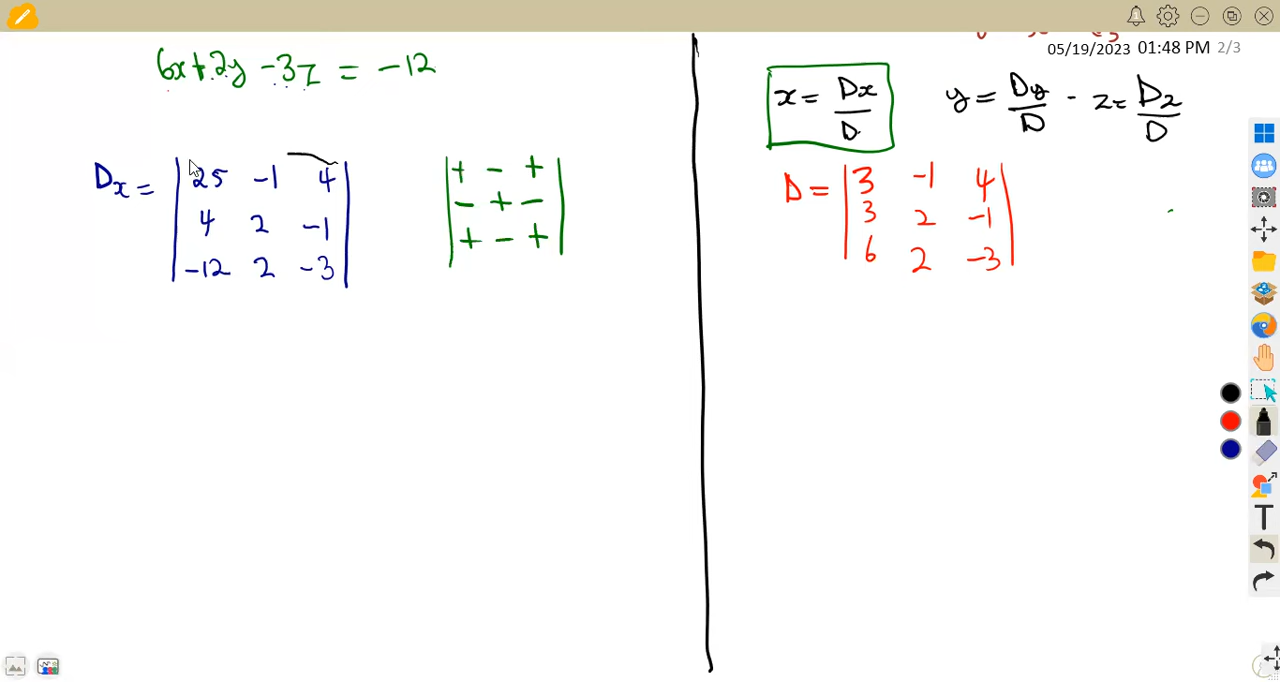 05/19/2023 01:48 PM 2/3
6x+2y -3z = -12
Dx = | 25 -1 4 |
| 4 2 -1 |
| -12 2 -3 |
| + - + |
| - + - |
| + - + |
x = Dx/D y = Dy/D - z = Dz/D
D = | 3 -1 4 |
| 3 2 -1 |
| 6 2 -3 |
T